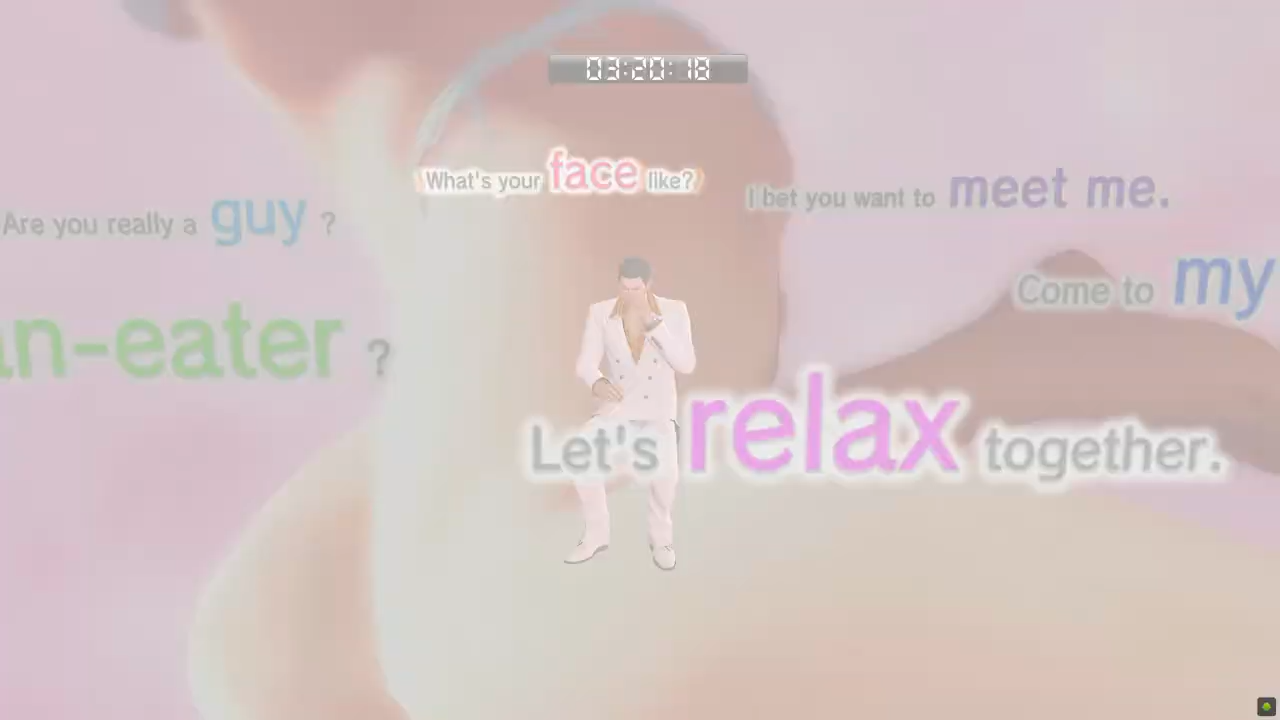 03:20:18
What's your face like?
I bet you want to meet me.
Are you really a guy ?
Come to my
an-eater ?
Let's relax together.